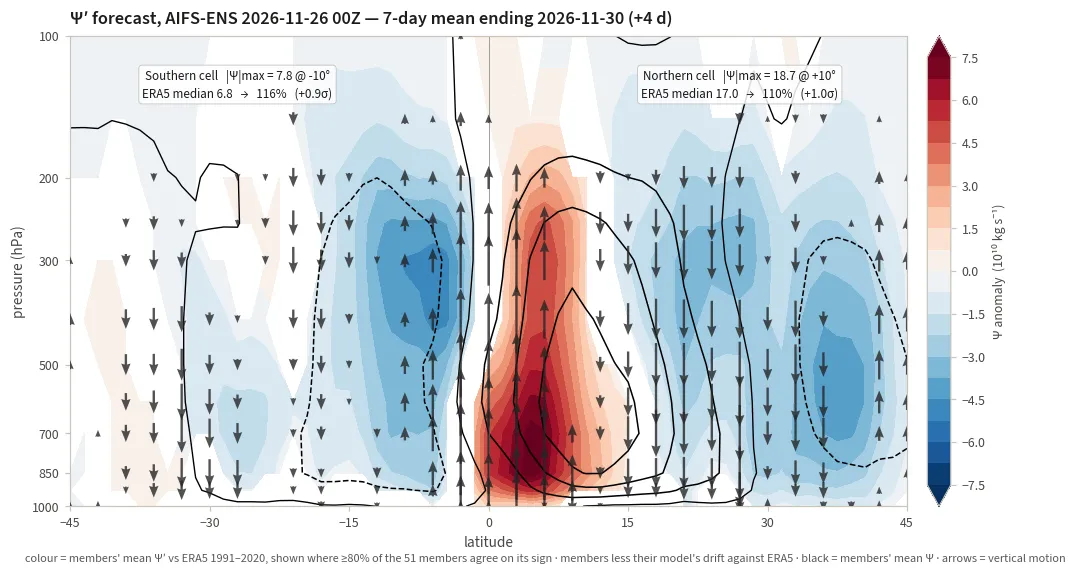 Ψ′ forecast, AIFS-ENS 2026-11-26 00Z — 7-day mean ending 2026-11-30 (+4 d)
Southern cell |Ψ|max = 7.8 @ -10°
ERA5 median 6.8 → 116% (+0.9σ)
Northern cell |Ψ|max = 18.7 @ +10°
ERA5 median 17.0 → 110% (+1.0σ)
pressure (hPa)
100
200
300
500
700
850
1000
−45
−30
−15
0
15
30
45
latitude
7.5
6.0
4.5
3.0
1.5
0.0
−1.5
−3.0
−4.5
−6.0
−7.5
Ψ anomaly (10¹⁰ kg s⁻¹)
colour = members' mean Ψ′ vs ERA5 1991–2020, shown where ≥80% of the 51 members agree on its sign · members less their model's drift against ERA5 · black = members' mean Ψ · arrows = vertical motion